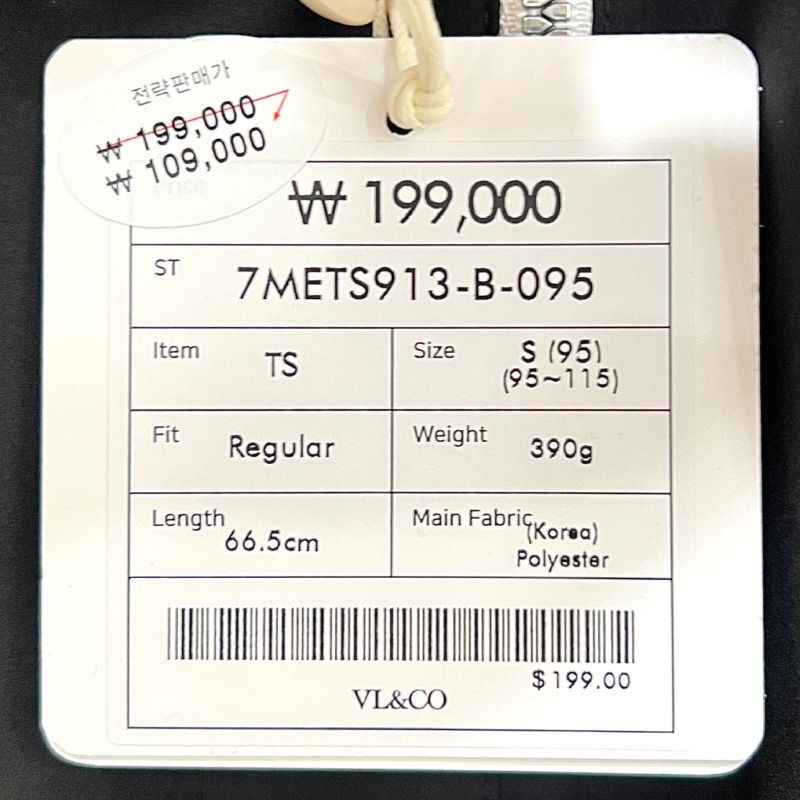 전략판매가
₩ 199,000
₩ 109,000
Price
₩ 199,000
ST
7METS913-B-095
Item
TS
Size
S (95)
(95~115)
Fit
Regular
Weight
390g
Length
66.5cm
Main Fabric
(Korea)
Polyester
$199.00
VL&CO